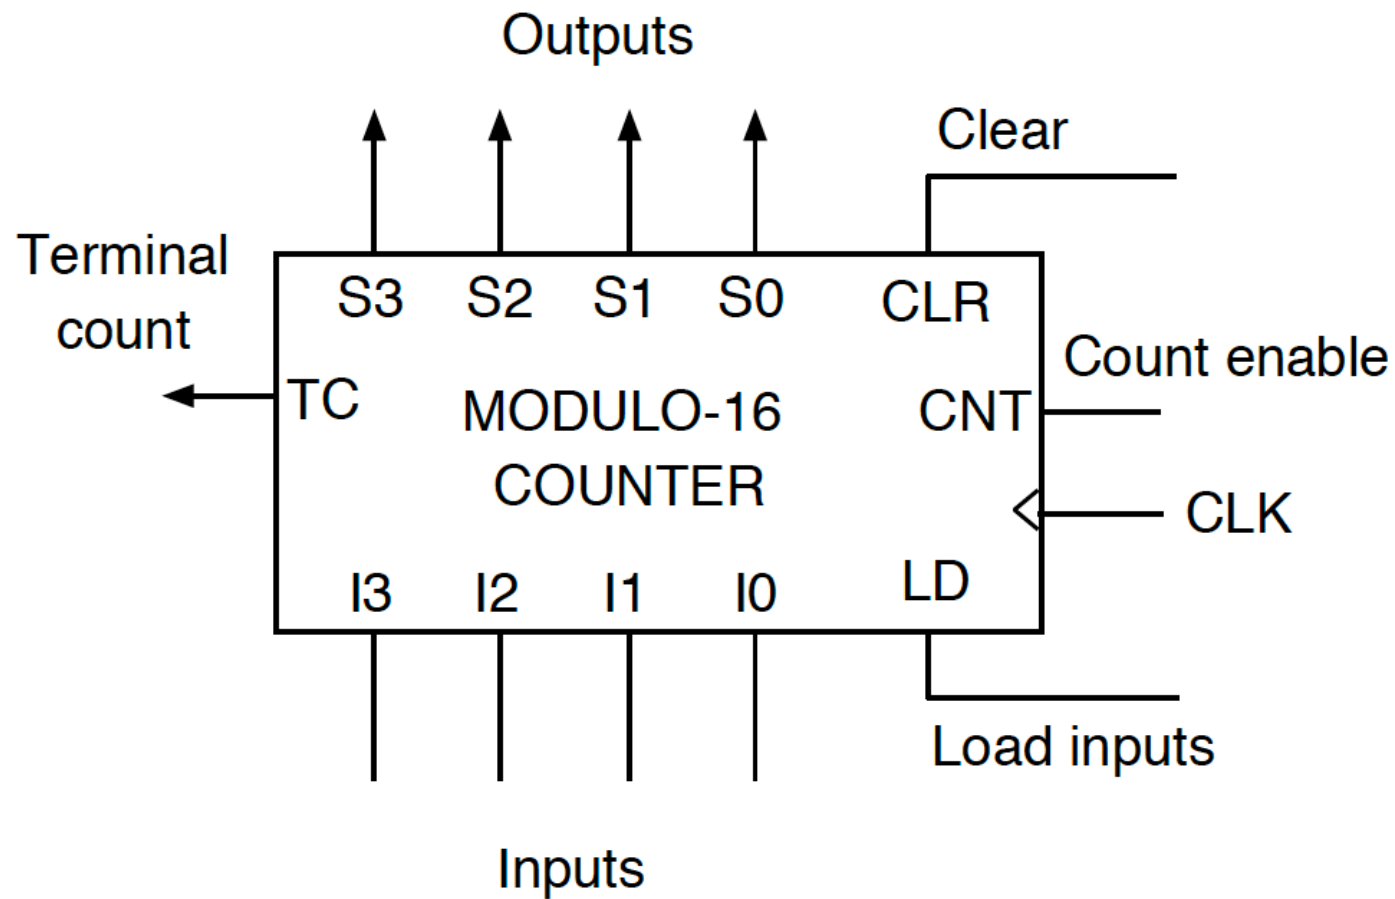 Outputs
Clear
Terminal
count
S3 S2 S1 S0 CLR
Count enable
TC MODULO-16 CNT
COUNTER
CLK
I3 I2 I1 I0 LD
Load inputs
Inputs